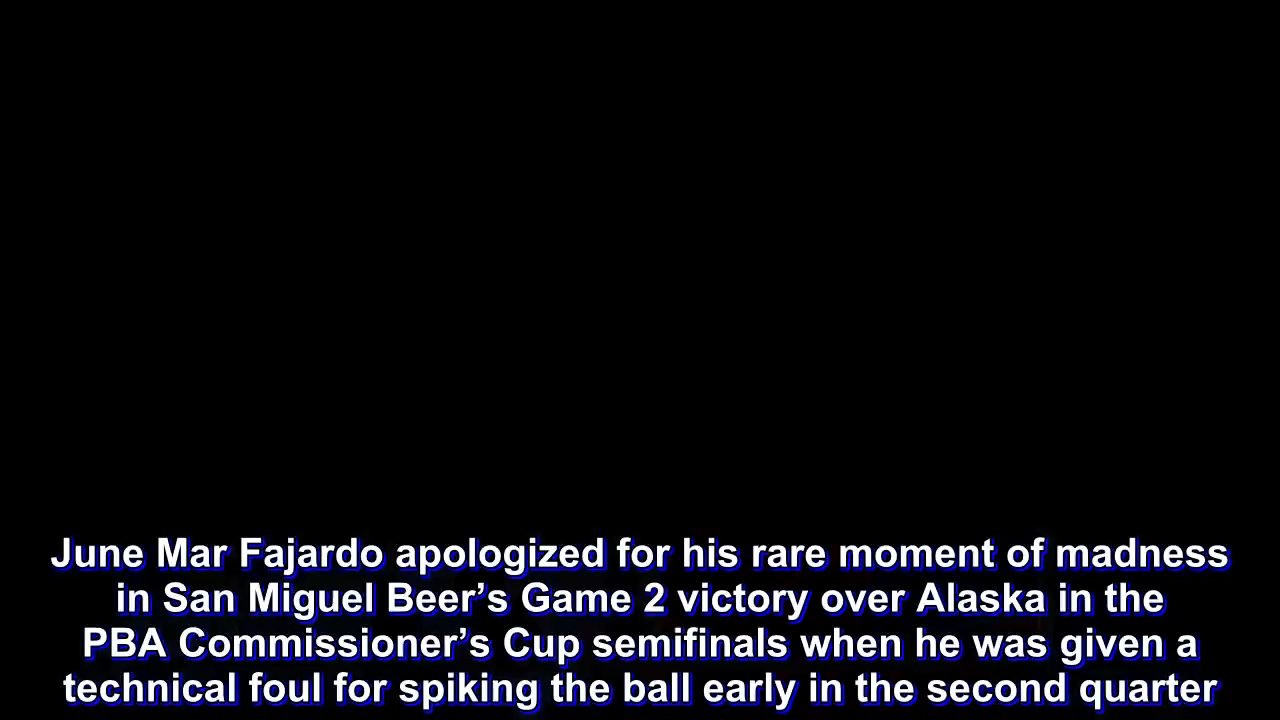 June Mar Fajardo apologized for his rare moment of madness
in San Miguel Beer’s Game 2 victory over Alaska in the
PBA Commissioner’s Cup semifinals when he was given a
technical foul for spiking the ball early in the second quarter